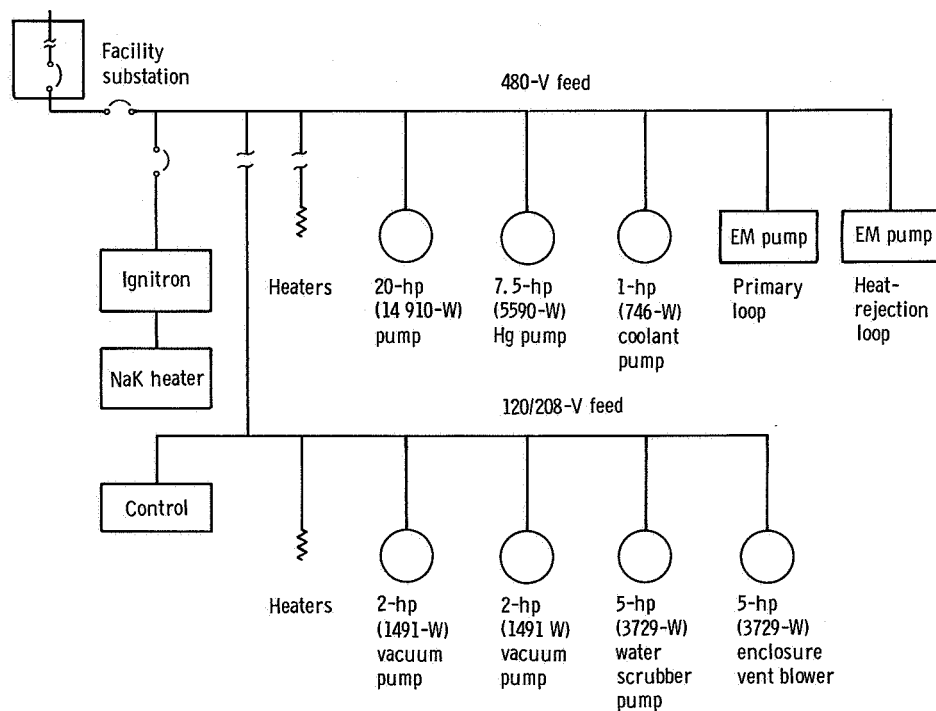 Facility
substation
480-V feed
Ignitron
NaK heater
Heaters
20-hp
(14 910-W)
pump
7.5-hp
(5590-W)
Hg pump
1-hp
(746-W)
coolant
pump
EM pump
Primary
loop
EM pump
Heat-
rejection
loop
120/208-V feed
Control
Heaters
2-hp
(1491-W)
vacuum
pump
2-hp
(1491 W)
vacuum
pump
5-hp
(3729-W)
water
scrubber
pump
5-hp
(3729-W)
enclosure
vent blower